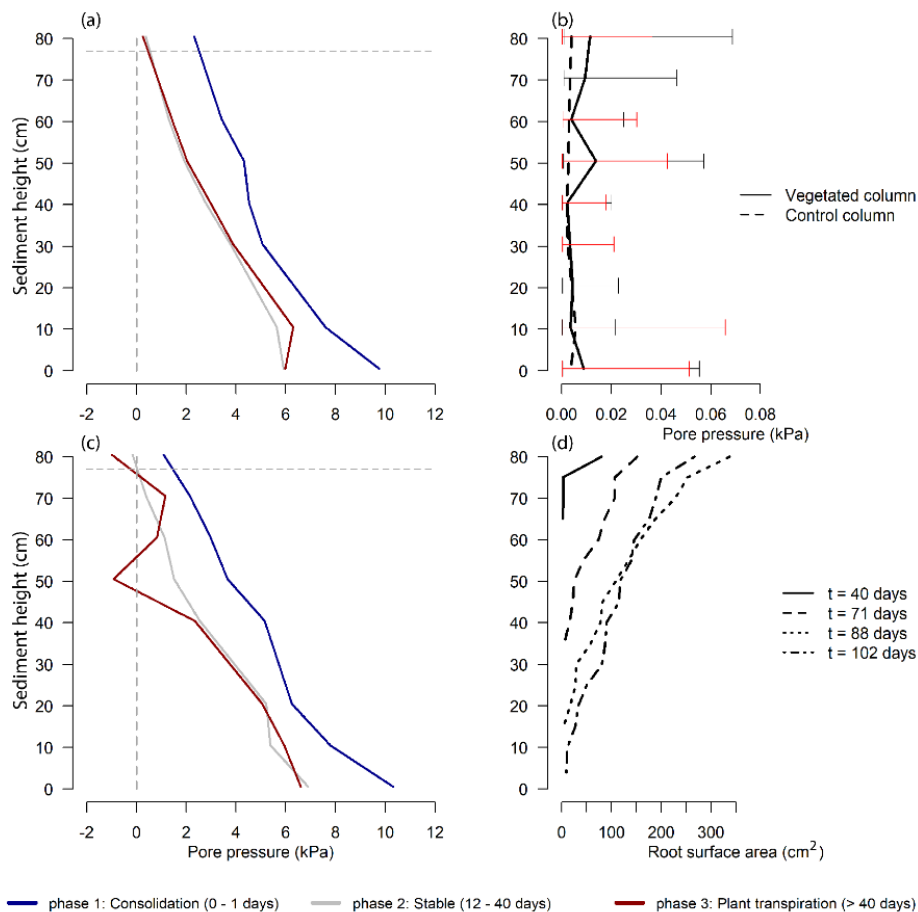 (a)
(b)
Sediment height (cm)
80
70
60
50
40
30
20
10
0
-2 0 2 4 6 8 10 12
0.00 0.02 0.04 0.06 0.08
Pore pressure (kPa)
Vegetated column
Control column
(c)
(d)
Sediment height (cm)
80
70
60
50
40
30
20
10
0
-2 0 2 4 6 8 10 12
Pore pressure (kPa)
80
70
60
50
40
30
20
10
0
80
70
60
50
40
30
20
10
0
0 100 200 300
Root surface area (cm²)
t = 40 days
t = 71 days
t = 88 days
t = 102 days
phase 1: Consolidation (0 - 1 days) phase 2: Stable (12 - 40 days) phase 3: Plant transpiration (> 40 days)